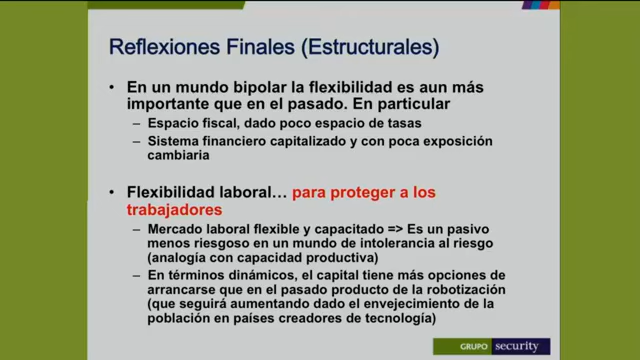 Reflexiones Finales (Estructurales)
• En un mundo bipolar la flexibilidad es aun más
importante que en el pasado. En particular
– Espacio fiscal, dado poco espacio de tasas
– Sistema financiero capitalizado y con poca exposición
cambiaria
• Flexibilidad laboral… para proteger a los
trabajadores
– Mercado laboral flexible y capacitado => Es un pasivo
menos riesgoso en un mundo de intolerancia al riesgo
(analogía con capacidad productiva)
– En términos dinámicos, el capital tiene más opciones de
arrancarse que en el pasado producto de la robotización
(que seguirá aumentando dado el envejecimiento de la
población en países creadores de tecnología)
GRUPO security